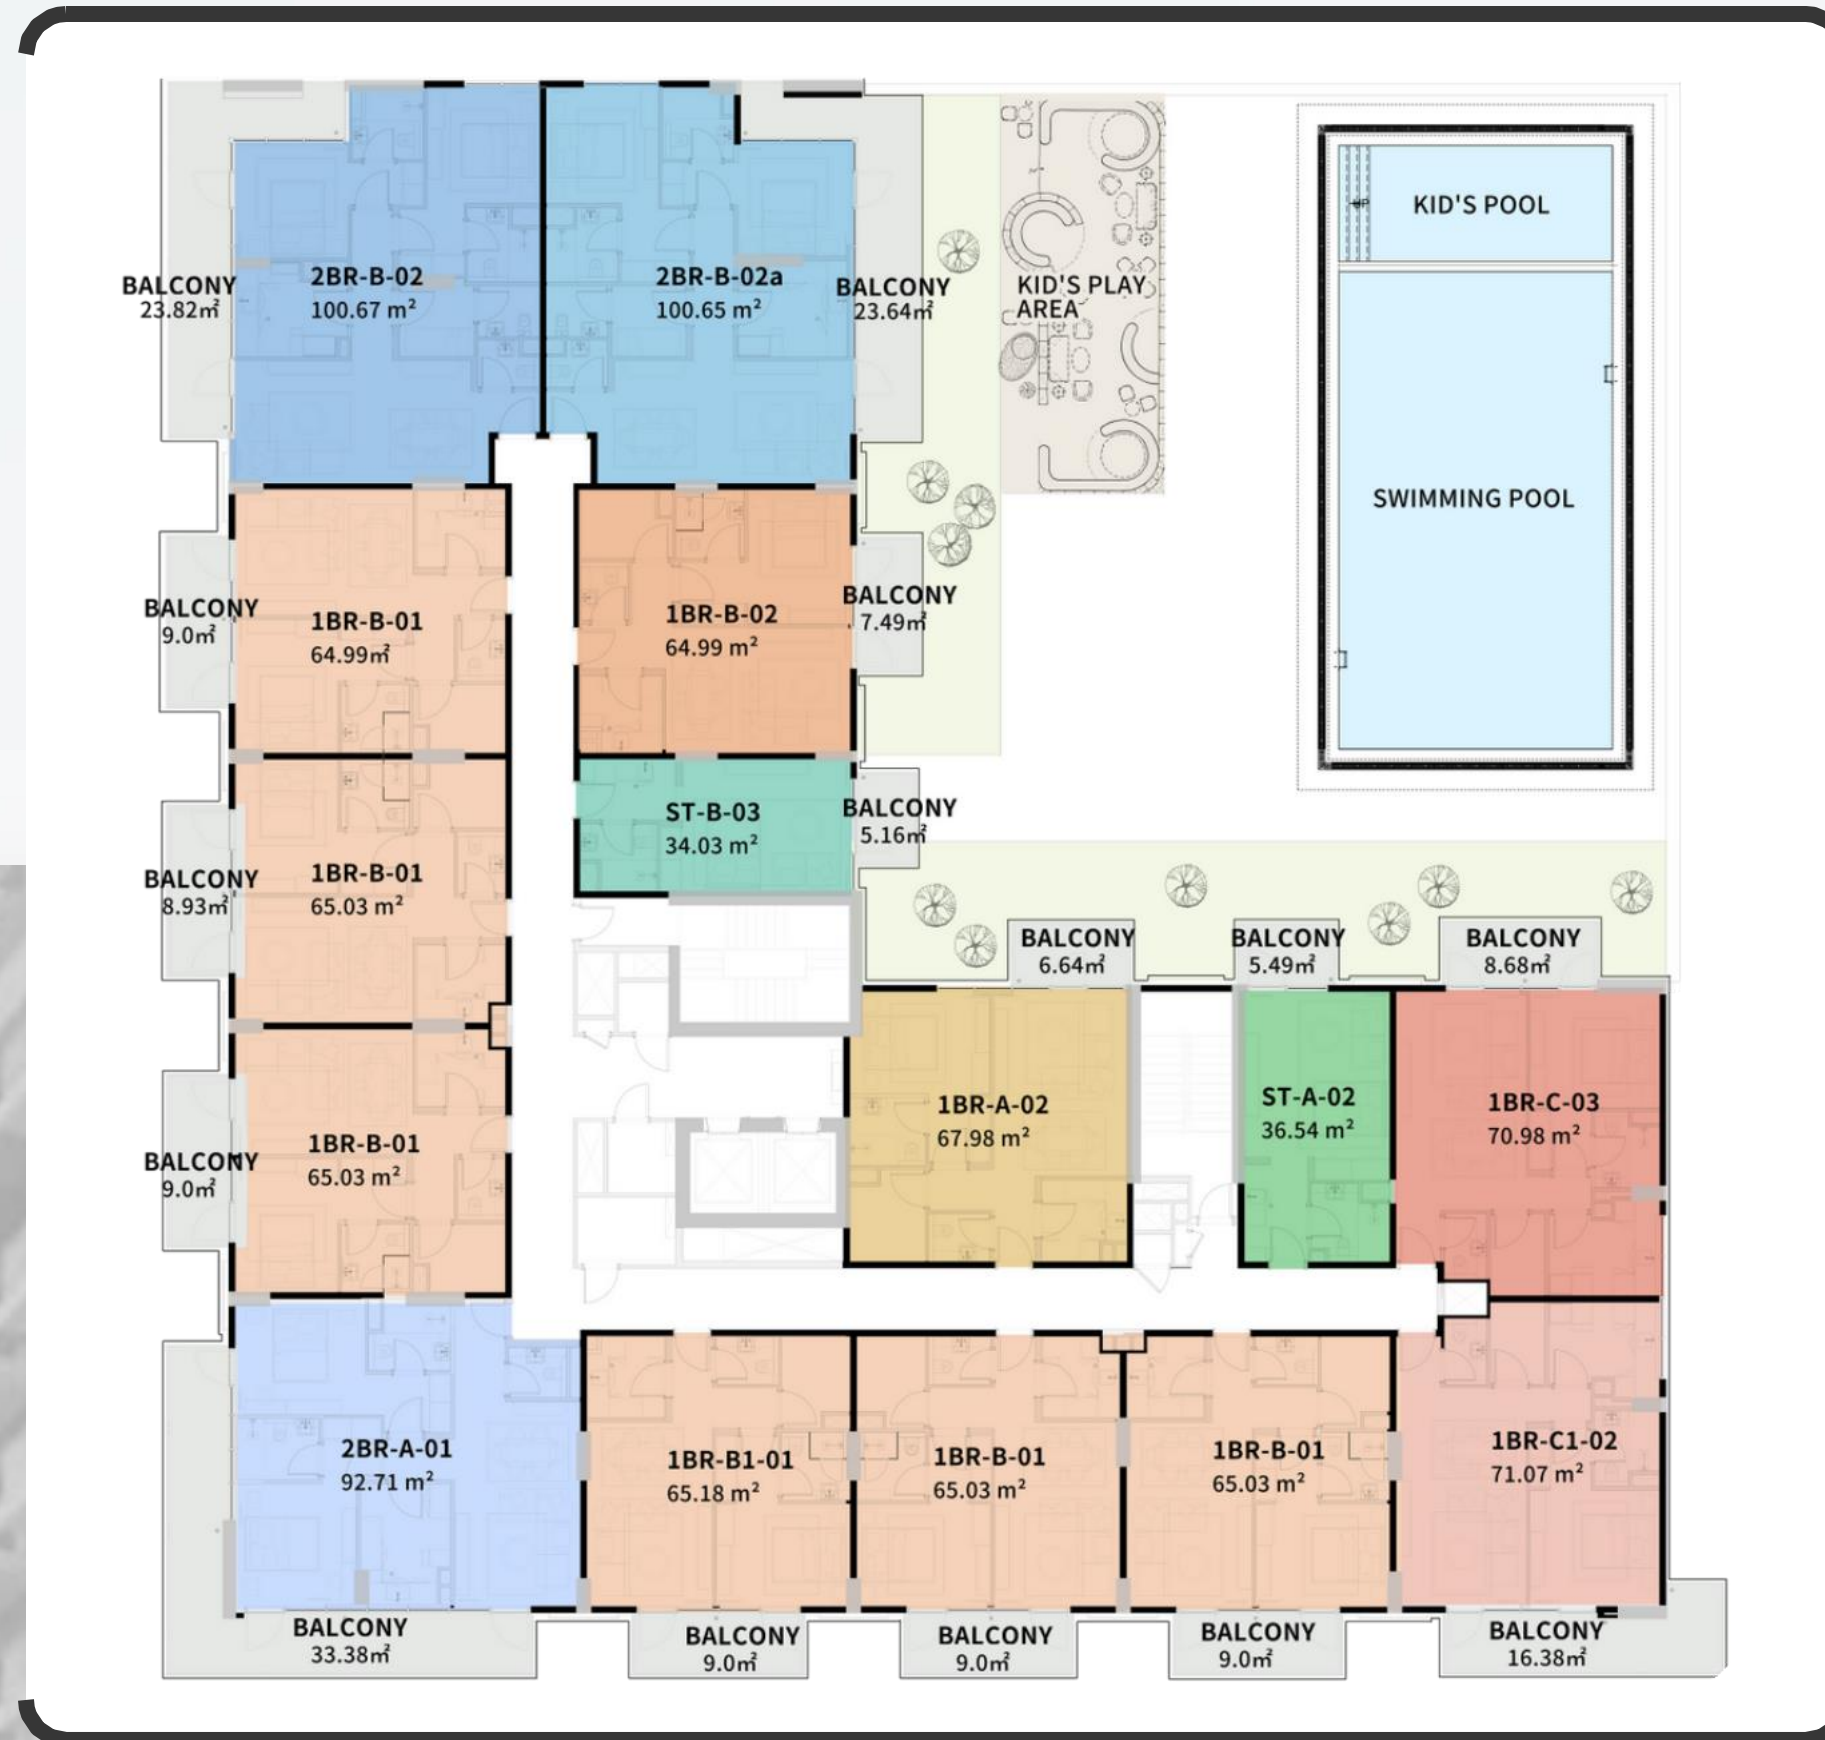 2BR-B-02
100.67 m²
BALCONY
23.82㎡
2BR-B-02a
100.65 m²
BALCONY
23.64㎡
KID'S PLAY
AREA
KID'S POOL
SWIMMING POOL
BALCONY
9.0㎡
1BR-B-01
64.99㎡
1BR-B-02
64.99 m²
BALCONY
7.49㎡
BALCONY
8.93㎡
1BR-B-01
65.03 m²
ST-B-03
34.03 m²
BALCONY
5.16㎡
BALCONY
6.64㎡
BALCONY
5.49㎡
BALCONY
8.68㎡
BALCONY
9.0㎡
1BR-B-01
65.03 m²
1BR-A-02
67.98 m²
ST-A-02
36.54 m²
1BR-C-03
70.98 m²
2BR-A-01
92.71 m²
1BR-B1-01
65.18 m²
1BR-B-01
65.03 m²
1BR-B-01
65.03 m²
1BR-C1-02
71.07 m²
BALCONY
33.38㎡
BALCONY
9.0㎡
BALCONY
9.0㎡
BALCONY
9.0㎡
BALCONY
16.38㎡